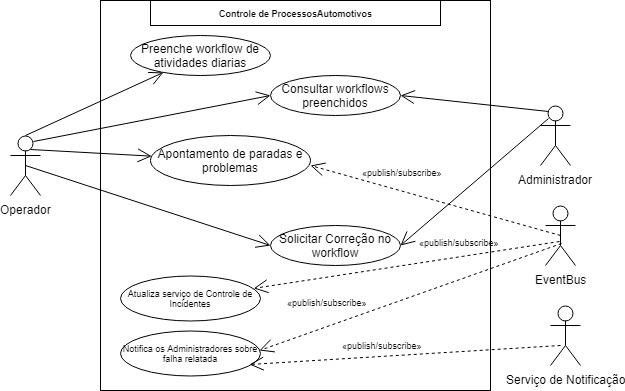 Controle de ProcessosAutomotivos
Preenche workflow de
atividades diarias
Consultar workflows
preenchidos
Apontamento de paradas e
problemas
«publish/subscribe»
Administrador
Operador
Solicitar Correção no
workflow
«publish/subscribe»
EventBus
Atualiza serviço de Controle de
Incidentes
«publish/subscribe»
Notifica os Administradores sobre
falha relatada
«publish/subscribe»
Serviço de Notificação